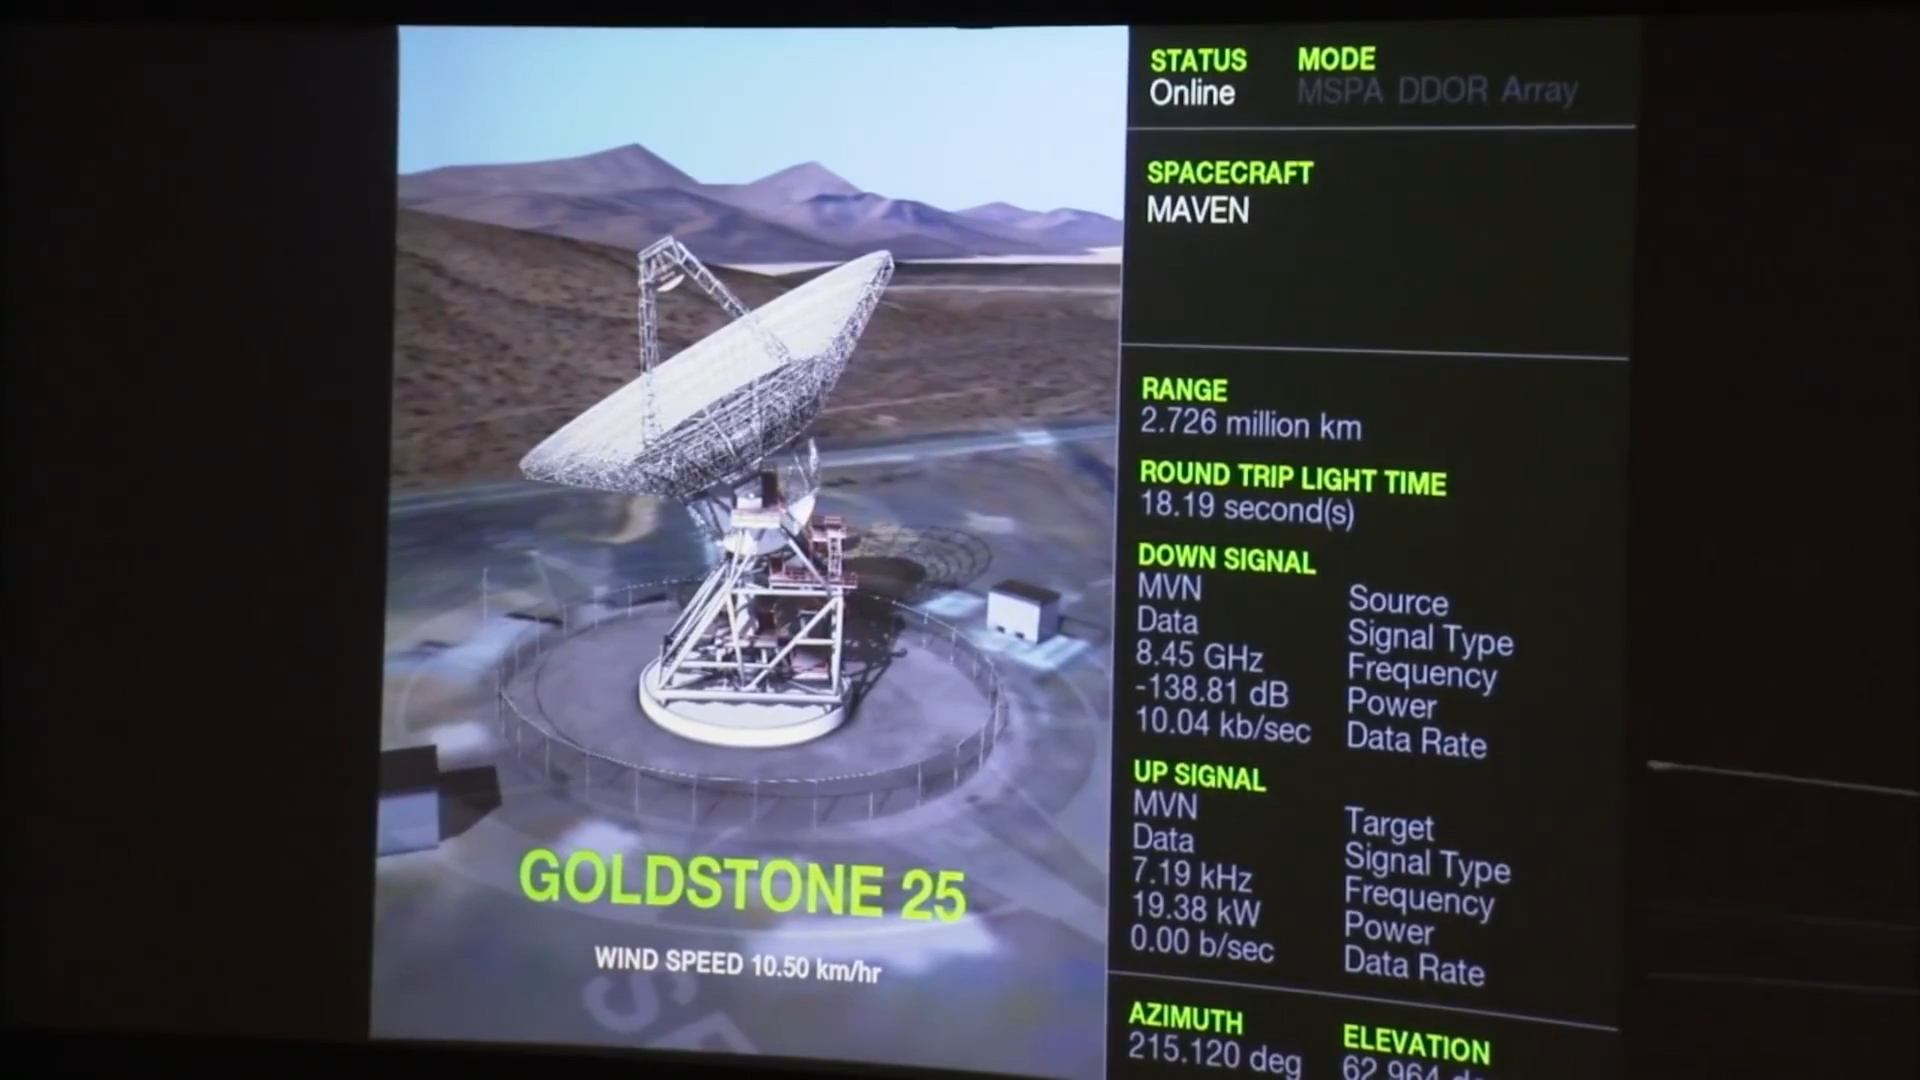 STATUS MODE
Online MSPA DDOR Array
SPACECRAFT
MAVEN
RANGE
2.726 million km
ROUND TRIP LIGHT TIME
18.19 second(s)
DOWN SIGNAL
MVN Source
Data Signal Type
8.45 GHz Frequency
-138.81 dB Power
10.04 kb/sec Data Rate
UP SIGNAL
MVN Target
Data Signal Type
7.19 kHz Frequency
19.38 kW Power
0.00 b/sec Data Rate
AZIMUTH ELEVATION
215.120 deg 62.964
GOLDSTONE 25
WIND SPEED 10.50 km/hr